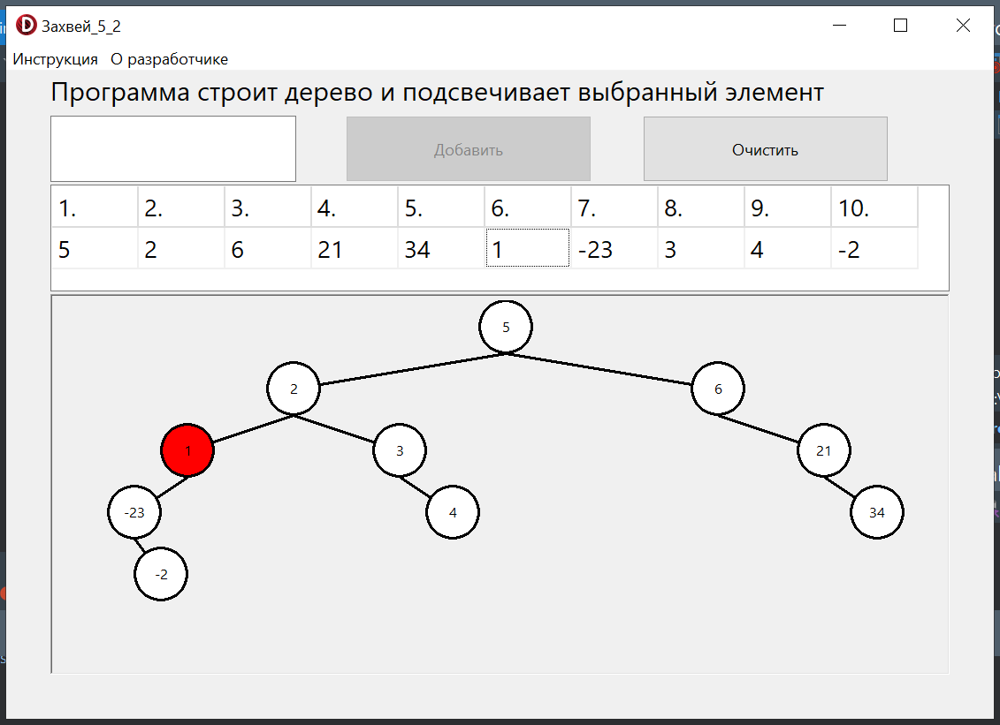 Захвей_5_2
Инструкция О разработчике
Программа строит дерево и подсвечивает выбранный элемент
Добавить Очистить
1. 2. 3. 4. 5. 6. 7. 8. 9. 10.
5 2 6 21 34 1 -23 3 4 -2
5
2 6
1 3 21
-23 4 34
-2